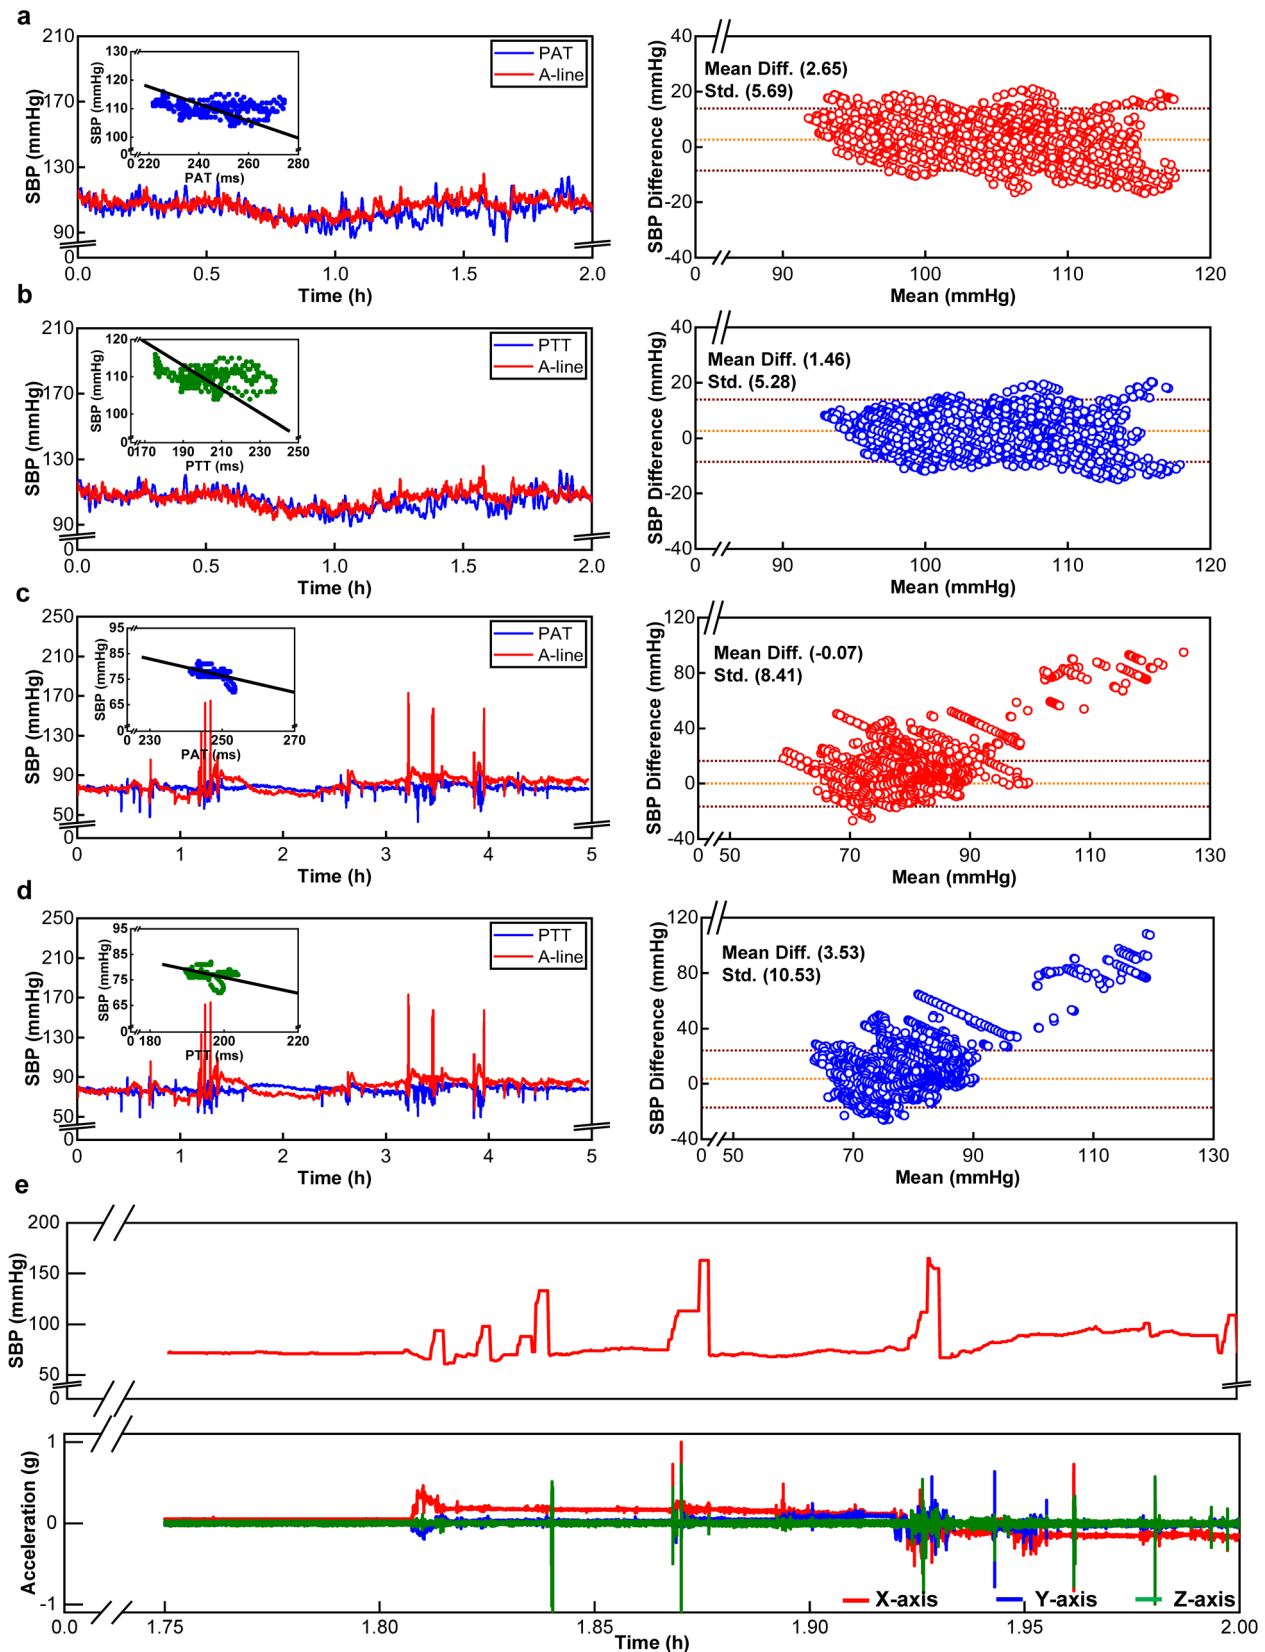 a
210
170
130
90
0
SBP (mmHg)
0.0 0.5 1.0 1.5 2.0
Time (h)
PAT
A-line
130
120
110
100
0
SBP (mmHg)
0 220 240 260 280
PAT (ms)
40
20
0
-20
-40
SBP Difference (mmHg)
Mean Diff. (2.65)
Std. (5.69)
0 90 100 110 120
Mean (mmHg)
b
210
170
130
90
0
SBP (mmHg)
0.0 0.5 1.0 1.5 2.0
Time (h)
PTT
A-line
120
110
100
0
SBP (mmHg)
0 170 190 210 230 250
PTT (ms)
40
20
0
-20
-40
SBP Difference (mmHg)
Mean Diff. (1.46)
Std. (5.28)
0 90 100 110 120
Mean (mmHg)
c
250
210
170
130
90
50
0
SBP (mmHg)
0 1 2 3 4 5
Time (h)
PAT
A-line
95
85
75
65
0
SBP (mmHg)
0 230 250 270
PAT (ms)
120
80
40
0
-40
SBP Difference (mmHg)
Mean Diff. (-0.07)
Std. (8.41)
0 50 70 90 110 130
Mean (mmHg)
d
250
210
170
130
90
50
0
SBP (mmHg)
0 1 2 3 4 5
Time (h)
PTT
A-line
95
85
75
65
0
SBP (mmHg)
0 180 200 220
PTT (ms)
120
80
40
0
-40
SBP Difference (mmHg)
Mean Diff. (3.53)
Std. (10.53)
0 50 70 90 110 130
Mean (mmHg)
e
200
150
100
50
0
SBP (mmHg)
1
0
-1
Acceleration (g)
X-axis Y-axis Z-axis
0.0 1.75 1.80 1.85 1.90 1.95 2.00
Time (h)